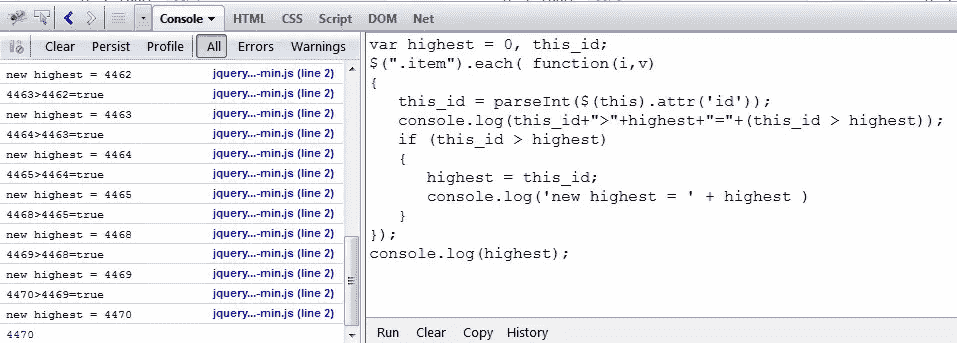 Console HTML CSS Script DOM Net
Clear Persist Profile All Errors Warnings
new highest = 4462 jquery...-min.js (line 2)
4463>4462=true jquery...-min.js (line 2)
new highest = 4463 jquery...-min.js (line 2)
4464>4463=true jquery...-min.js (line 2)
new highest = 4464 jquery...-min.js (line 2)
4465>4464=true jquery...-min.js (line 2)
new highest = 4465 jquery...-min.js (line 2)
4468>4465=true jquery...-min.js (line 2)
new highest = 4468 jquery...-min.js (line 2)
4469>4468=true jquery...-min.js (line 2)
new highest = 4469 jquery...-min.js (line 2)
4470>4469=true jquery...-min.js (line 2)
new highest = 4470 jquery...-min.js (line 2)
4470
var highest = 0, this_id;
$(".item").each( function(i,v)
{
this_id = parseInt($(this).attr('id'));
console.log(this_id+">"+highest+"="+(this_id > highest));
if (this_id > highest)
{
highest = this_id;
console.log('new highest = ' + highest )
}
});
console.log(highest);
Run Clear Copy History